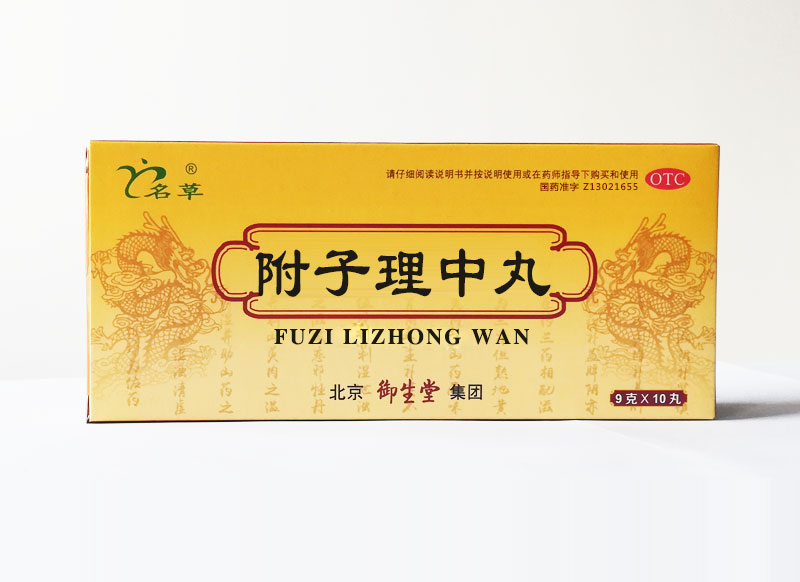 名草®
请仔细阅读说明书并按说明使用或在药师指导下购买和使用
国药准字 Z13021655
OTC
附子理中丸
FUZI LIZHONG WAN
北京 御生堂 集团
9克X10丸